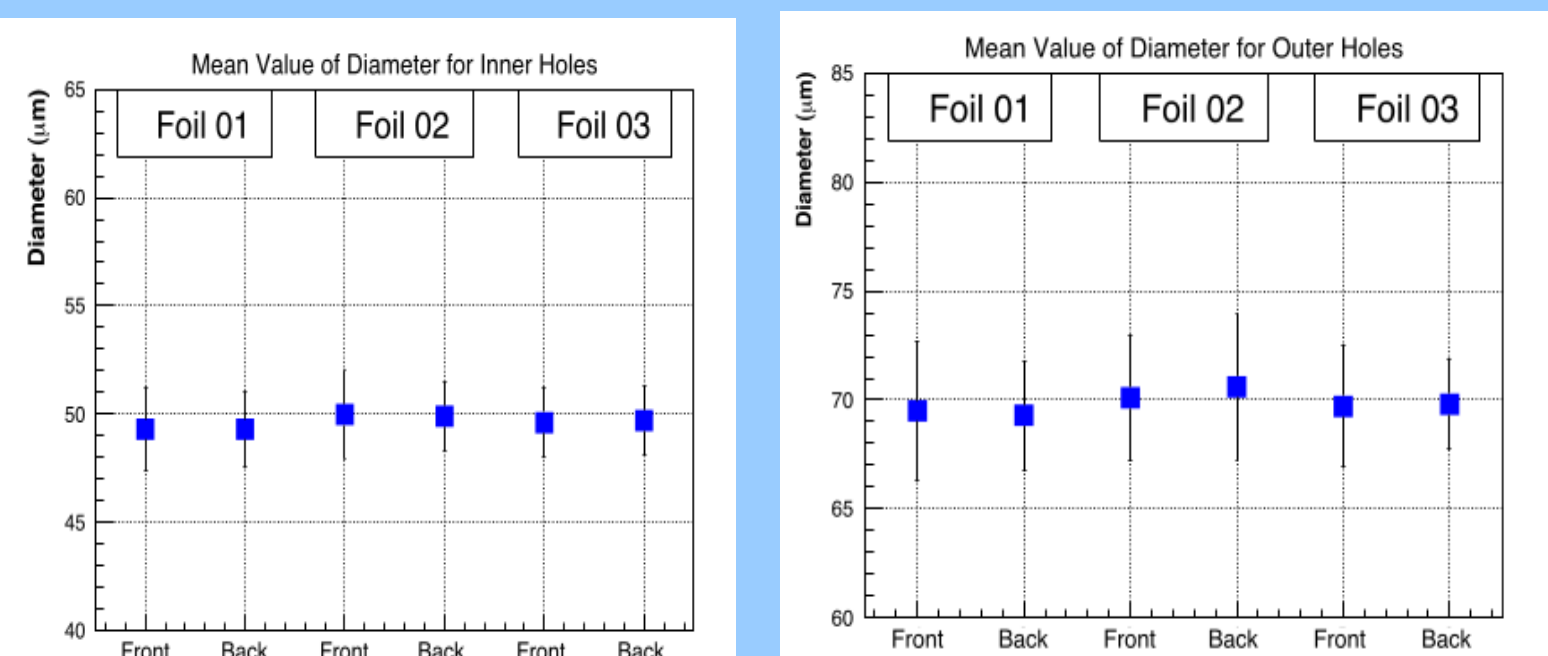 Mean Value of Diameter for Inner Holes
Diameter (μm)
65
60
55
50
45
40
Foil 01
Foil 02
Foil 03
Front Back Front Back Front Back
Mean Value of Diameter for Outer Holes
Diameter (μm)
85
80
75
70
65
60
Foil 01
Foil 02
Foil 03
Front Back Front Back Front Back